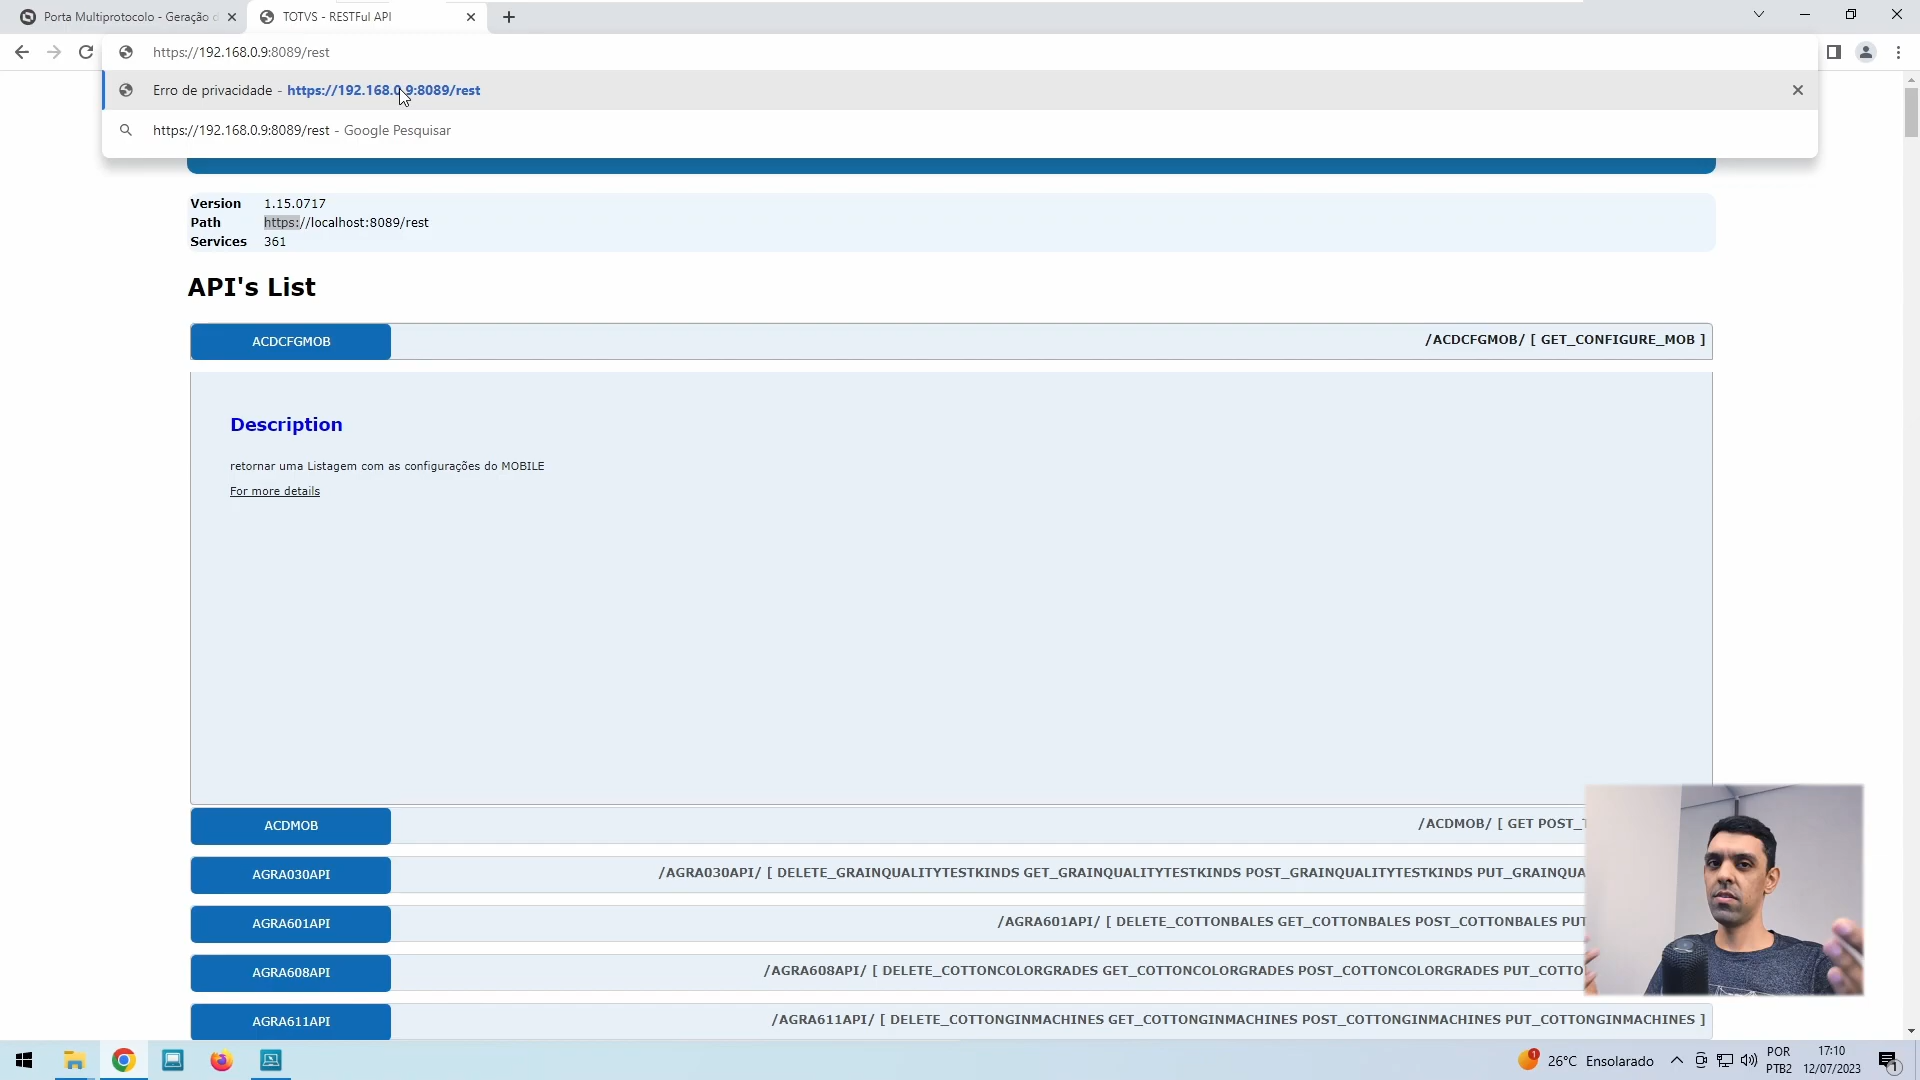 Porta Multiprotocolo - Geração d
TOTVS - RESTFul API
https://192.168.0.9:8089/rest
Erro de privacidade - https://192.168.0.9:8089/rest
https://192.168.0.9:8089/rest - Google Pesquisar
Version 1.15.0717
Path https://localhost:8089/rest
Services 361
API's List
ACDCFGMOB /ACDCFGMOB/ [ GET_CONFIGURE_MOB ]
Description
retornar uma Listagem com as configurações do MOBILE
For more details
ACDMOB /ACDMOB/ [ GET POST_T
AGRA030API /AGRA030API/ [ DELETE_GRAINQUALITYTESTKINDS GET_GRAINQUALITYTESTKINDS POST_GRAINQUALITYTESTKINDS PUT_GRAINQUA
AGRA601API /AGRA601API/ [ DELETE_COTTONBALES GET_COTTONBALES POST_COTTONBALES PUT
AGRA608API /AGRA608API/ [ DELETE_COTTONCOLORGRADES GET_COTTONCOLORGRADES POST_COTTONCOLORGRADES PUT_COTTO
AGRA611API /AGRA611API/ [ DELETE_COTTONGINMACHINES GET_COTTONGINMACHINES POST_COTTONGINMACHINES PUT_COTTONGINMACHINES ]
1 26°C Ensolarado POR 17:10
PTB2 12/07/2023 1